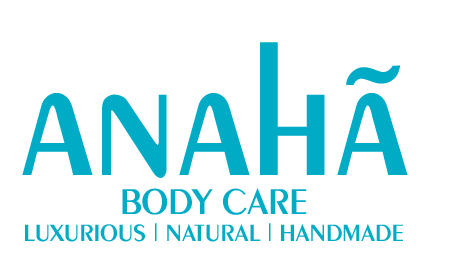 ANAHÃ
BODY CARE
LUXURIOUS | NATURAL | HANDMADE